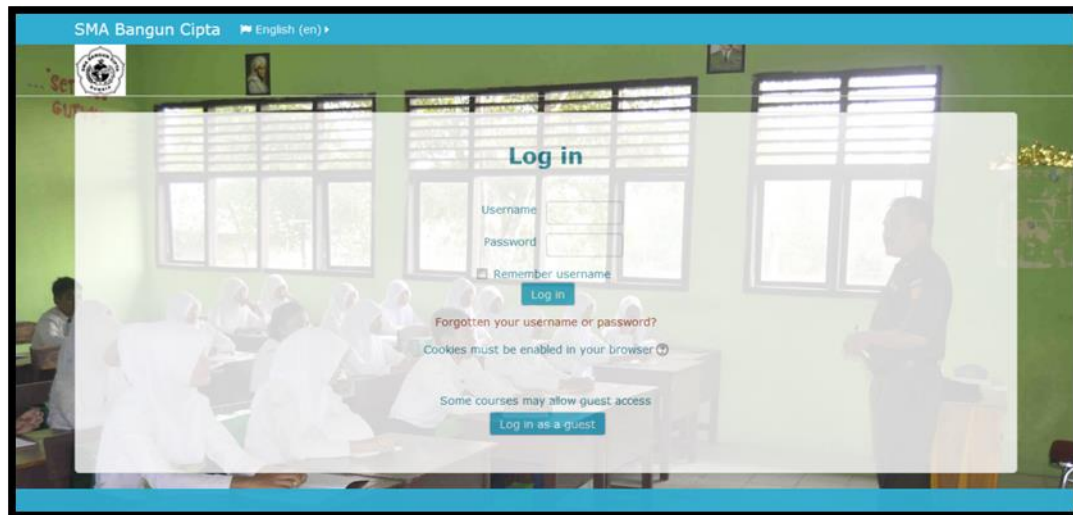 SMA Bangun Cipta English (en)
Log in
Username
Password
Remember username
Log in
Forgotten your username or password?
Cookies must be enabled in your browser
Some courses may allow guest access
Log in as a guest